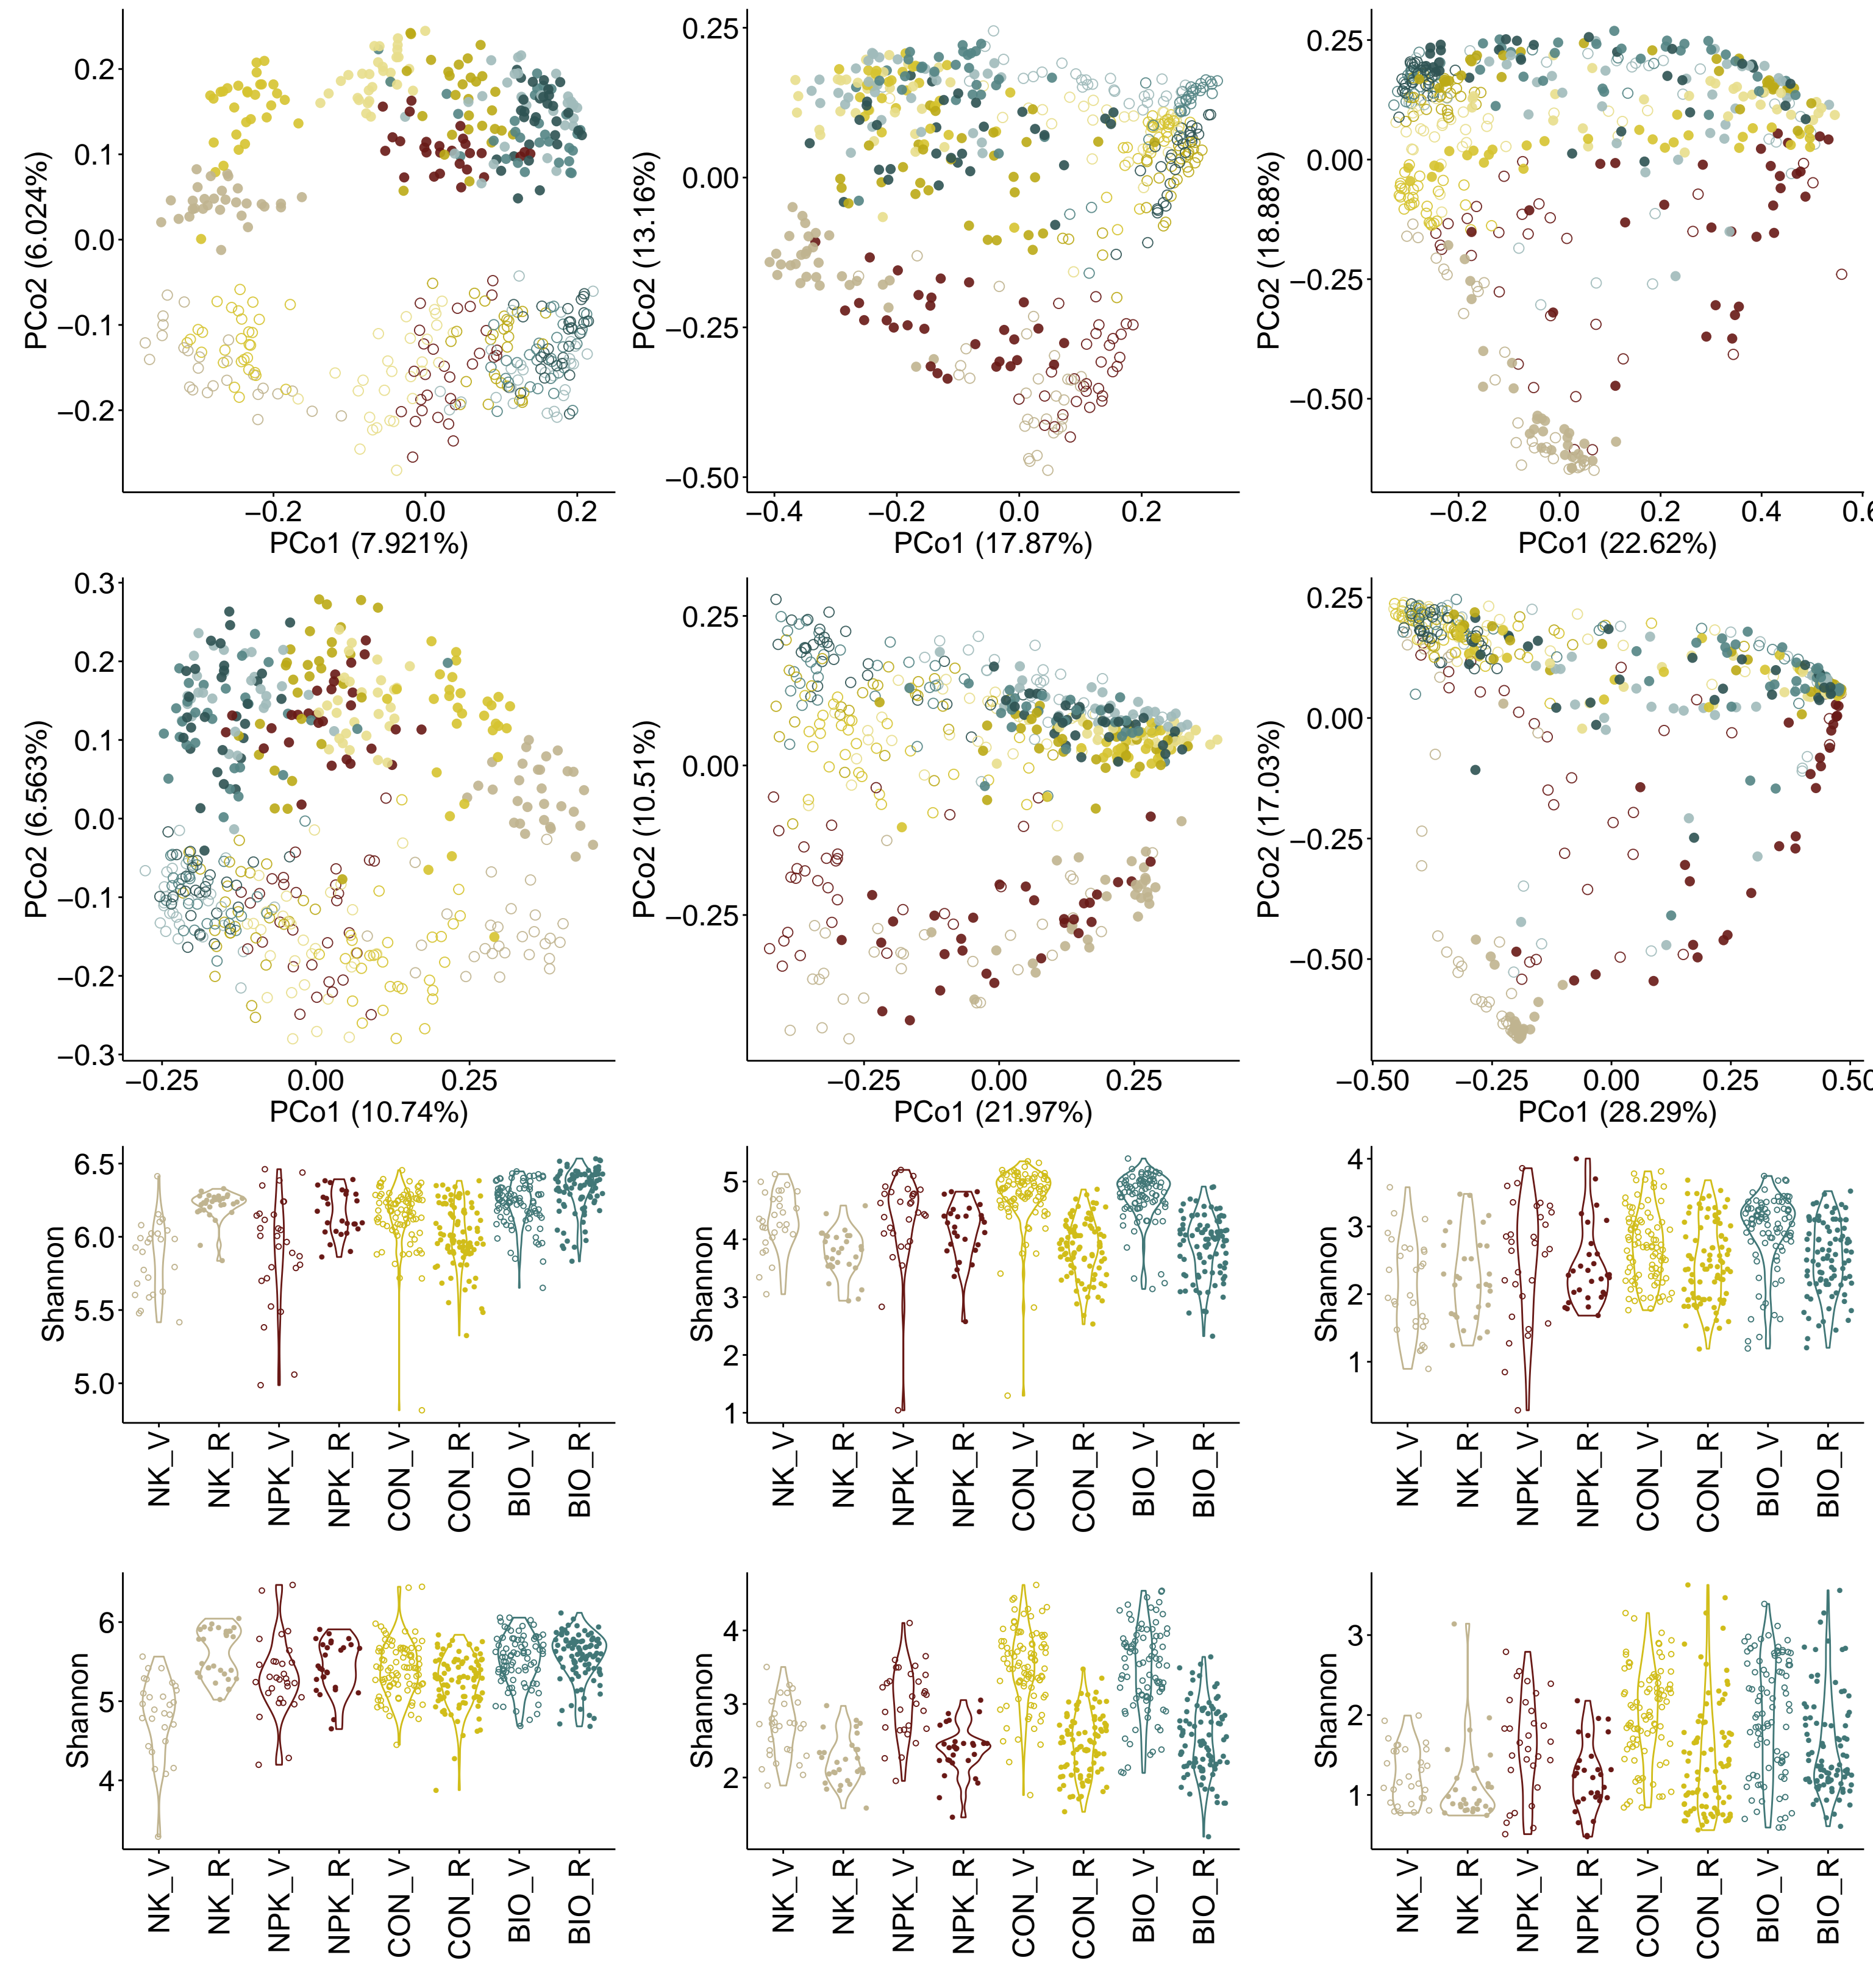 0.2
0.1
0.0
−0.1
−0.2
PCo2 (6.024%)
−0.2 0.0 0.2
PCo1 (7.921%)
0.25
0.00
−0.25
−0.50
PCo2 (13.16%)
−0.4 −0.2 0.0 0.2
PCo1 (17.87%)
0.25
0.00
−0.25
−0.50
PCo2 (18.88%)
−0.2 0.0 0.2 0.4
PCo1 (22.62%)
0.3
0.2
0.1
0.0
−0.1
−0.2
−0.3
PCo2 (6.563%)
−0.25 0.00 0.25
PCo1 (10.74%)
0.25
0.00
−0.25
PCo2 (10.51%)
−0.25 0.00 0.25
PCo1 (21.97%)
0.25
0.00
−0.25
−0.50
PCo2 (17.03%)
−0.50 −0.25 0.00 0.25 0.50
PCo1 (28.29%)
6.5
6.0
5.5
5.0
Shannon
NK_V NK_R NPK_V NPK_R CON_V CON_R BIO_V BIO_R
5
4
3
2
1
Shannon
NK_V NK_R NPK_V NPK_R CON_V CON_R BIO_V BIO_R
4
3
2
1
Shannon
NK_V NK_R NPK_V NPK_R CON_V CON_R BIO_V BIO_R
6
5
4
Shannon
NK_V NK_R NPK_V NPK_R CON_V CON_R BIO_V BIO_R
4
3
2
Shannon
NK_V NK_R NPK_V NPK_R CON_V CON_R BIO_V BIO_R
3
2
1
Shannon
NK_V NK_R NPK_V NPK_R CON_V CON_R BIO_V BIO_R